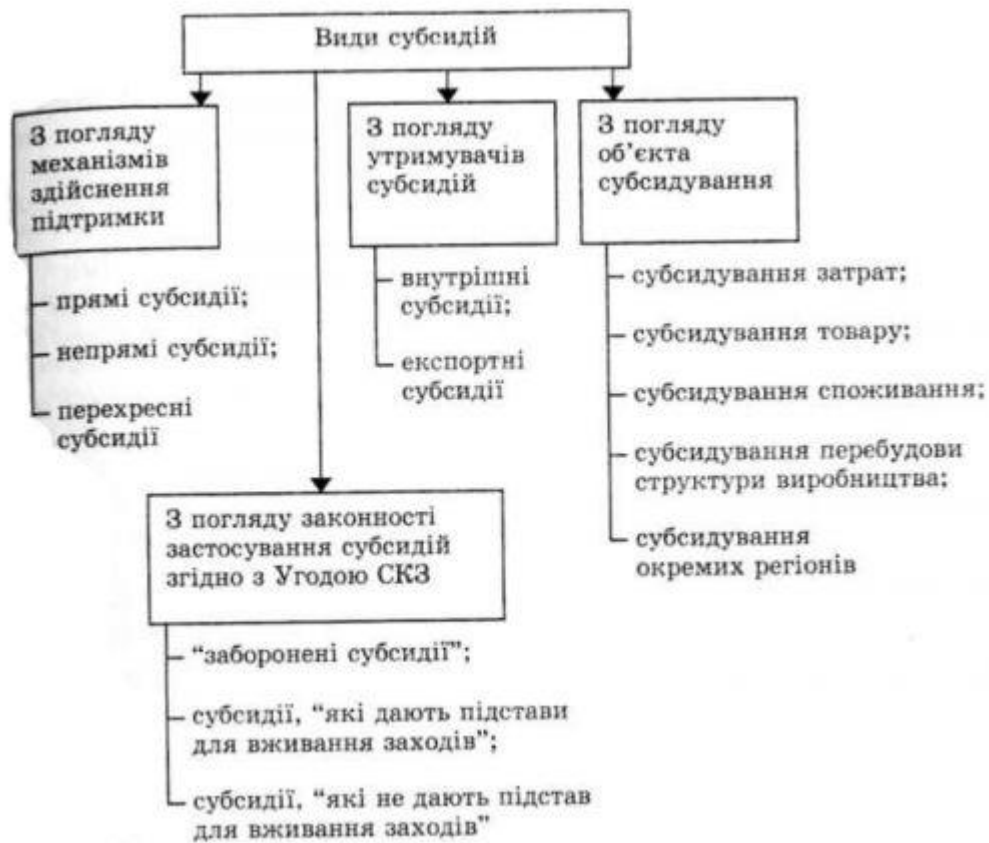 Види субсидій
З погляду
механізмів
здійснення
підтримки
прямі субсидії;
непрямі субсидії;
перехресні
субсидії
З погляду
утримувачів
субсидій
внутрішні
субсидії;
експортні
субсидії
З погляду
об’єкта
субсидування
субсидування затрат;
субсидування товару;
субсидування споживання;
субсидування перебудови
структури виробництва;
субсидування
окремих регіонів
З погляду законності
застосування субсидій
згідно з Угодою СКЗ
“заборонені субсидії”;
субсидії, “які дають підстави
для вживання заходів”;
субсидії, “які не дають підстав
для вживання заходів”